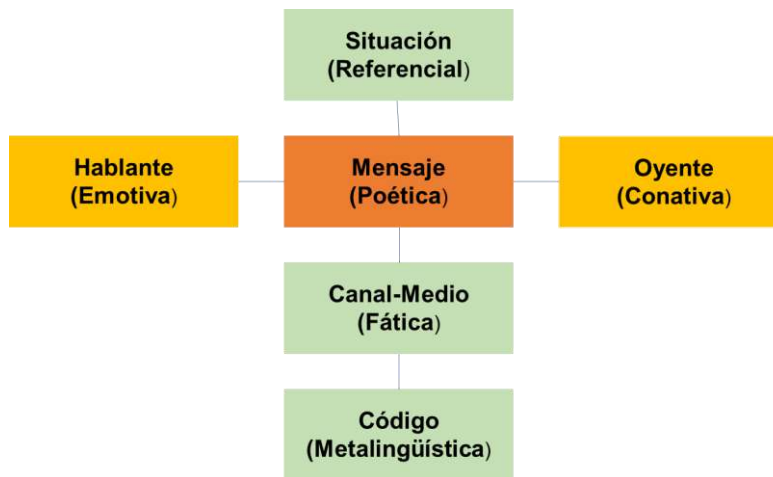 Situación
(Referencial)
Hablante
(Emotiva)
Mensaje
(Poética)
Oyente
(Conativa)
Canal-Medio
(Fática)
Código
(Metalingüística)